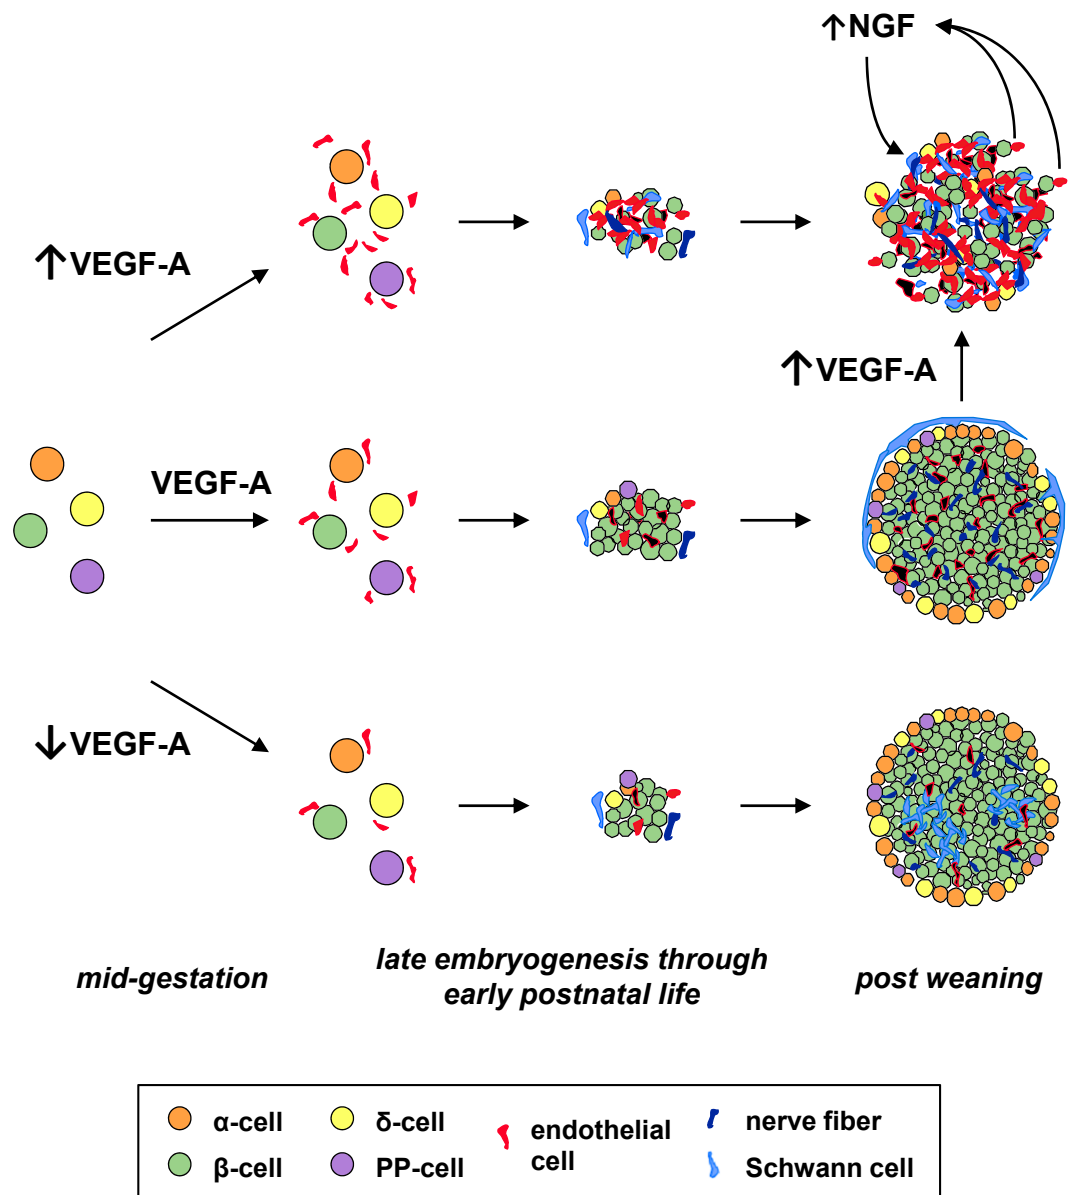 ↑NGF
↑VEGF-A
↑VEGF-A
VEGF-A
↓VEGF-A
mid-gestation
late embryogenesis through
early postnatal life
post weaning
α-cell
β-cell
δ-cell
PP-cell
endothelial
cell
nerve fiber
Schwann cell